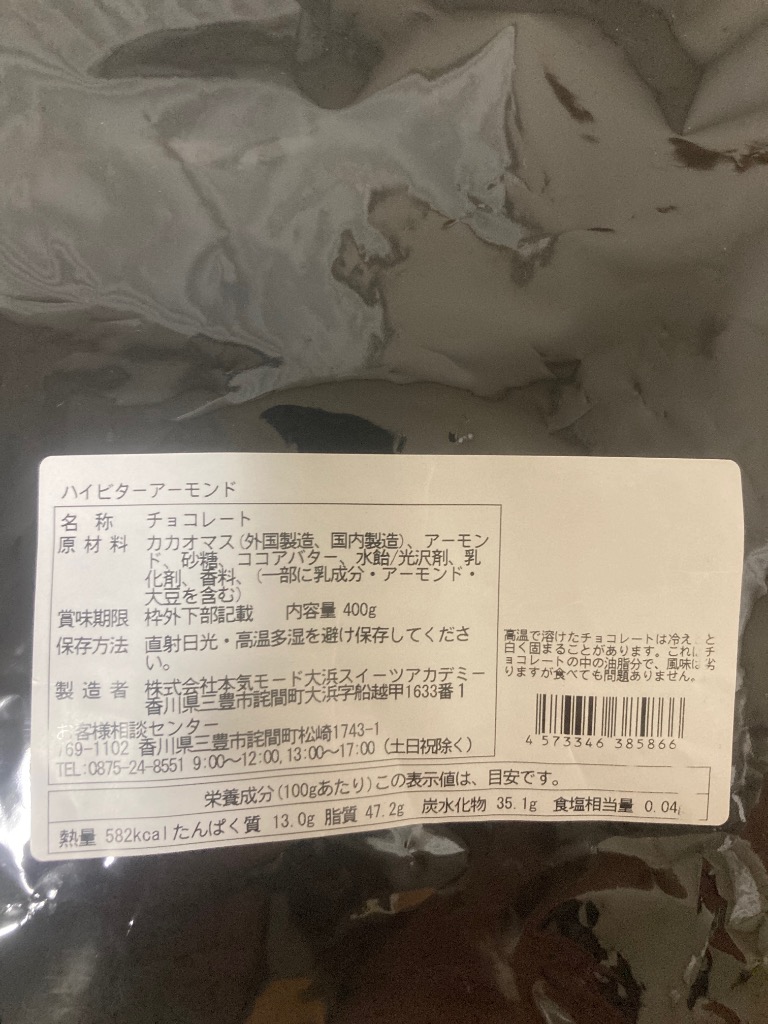 ハイビターアーモンド
名 称 チョコレート
原 材 料 カカオマス(外国製造、国内製造)、アーモン
ド、砂糖、ココアバター、水飴/光沢剤、乳
化剤、香料、(一部に乳成分・アーモンド・
大豆を含む)
賞味期限 枠外下部記載 内容量 400g
保存方法 直射日光・高温多湿を避け保存してくださ
い。
製 造 者 株式会社本気モード大浜スイーツアカデミー
香川県三豊市詫間町大浜字船越甲1633番1
お客様相談センター
769-1102 香川県三豊市詫間町松崎1743-1
TEL:0875-24-8551 9:00～12:00,13:00～17:00 (土日祝除く)
高温で溶けたチョコレートは冷え と
白く固まることがあります。これはチ
ョコレートの中の油脂分で、風味はお
りますが食べても問題ありません。
4 573346 385866
栄養成分(100gあたり)この表示値は、目安です。
熱量 582kcal たんぱく質 13.0g 脂質 47.2g 炭水化物 35.1g 食塩相当量 0.04